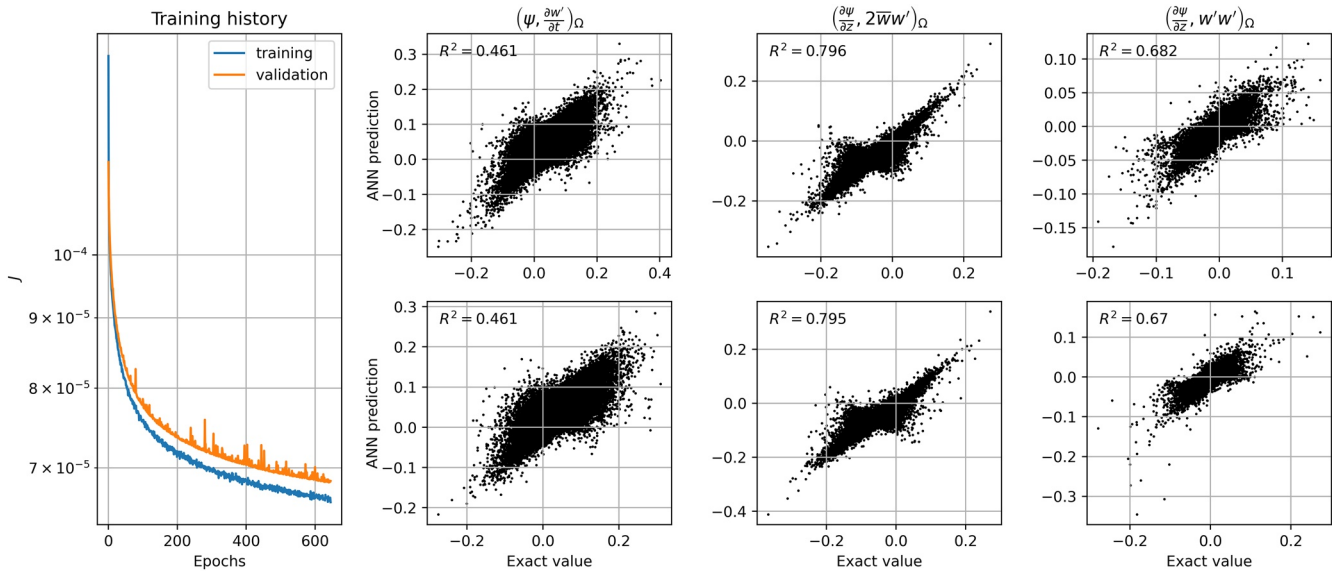 Training history
training
validation
10⁻⁴
9 × 10⁻⁵
8 × 10⁻⁵
7 × 10⁻⁵
J
0 200 400 600
Epochs
(ψ, ∂w′/∂t)_Ω
R² = 0.461
0.3
0.2
0.1
0.0
−0.1
−0.2
ANN prediction
−0.2 0.0 0.2 0.4
(∂ψ/∂z, 2w̅w′)_Ω
R² = 0.796
0.2
0.0
−0.2
−0.2 0.0 0.2
(∂ψ/∂z, w′w′)_Ω
R² = 0.682
0.10
0.05
0.00
−0.05
−0.10
−0.15
−0.2 −0.1 0.0 0.1
R² = 0.461
0.3
0.2
0.1
0.0
−0.1
−0.2
ANN prediction
−0.2 0.0 0.2
Exact value
R² = 0.795
0.2
0.0
−0.2
−0.4
−0.2 0.0 0.2
Exact value
R² = 0.67
0.1
0.0
−0.1
−0.2
−0.3
−0.2 0.0 0.2
Exact value